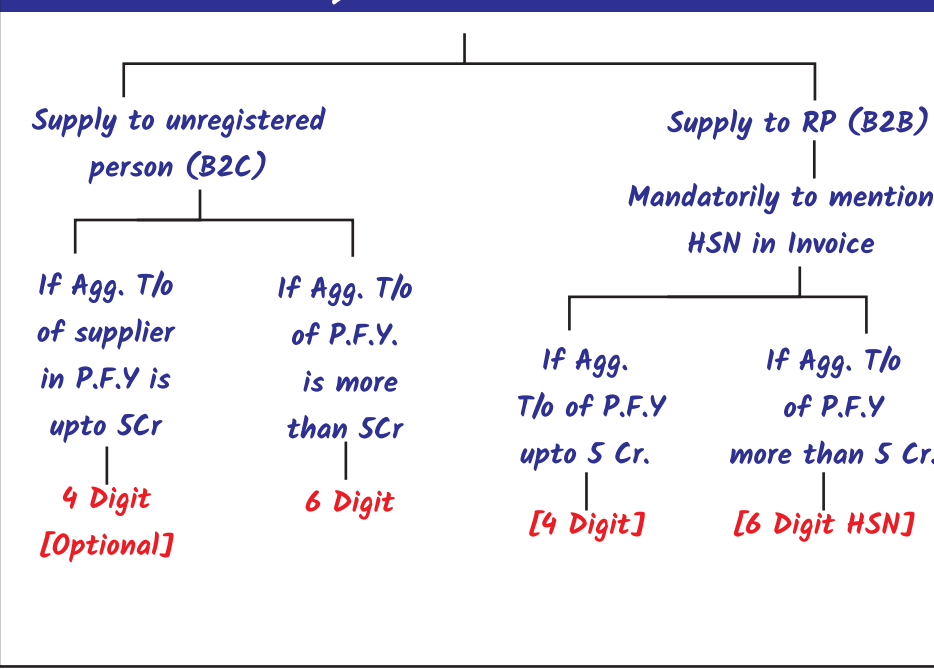 Supply to unregistered
person (B2C)
If Agg. T/o
of supplier
in P.F.Y is
upto 5Cr
4 Digit
[Optional]
If Agg. T/o
of P.F.Y.
is more
than 5Cr
6 Digit
Supply to RP (B2B)
Mandatorily to mention
HSN in Invoice
If Agg.
T/o of P.F.Y
upto 5 Cr.
[4 Digit]
If Agg. T/o
of P.F.Y
more than 5 Cr.
[6 Digit HSN]